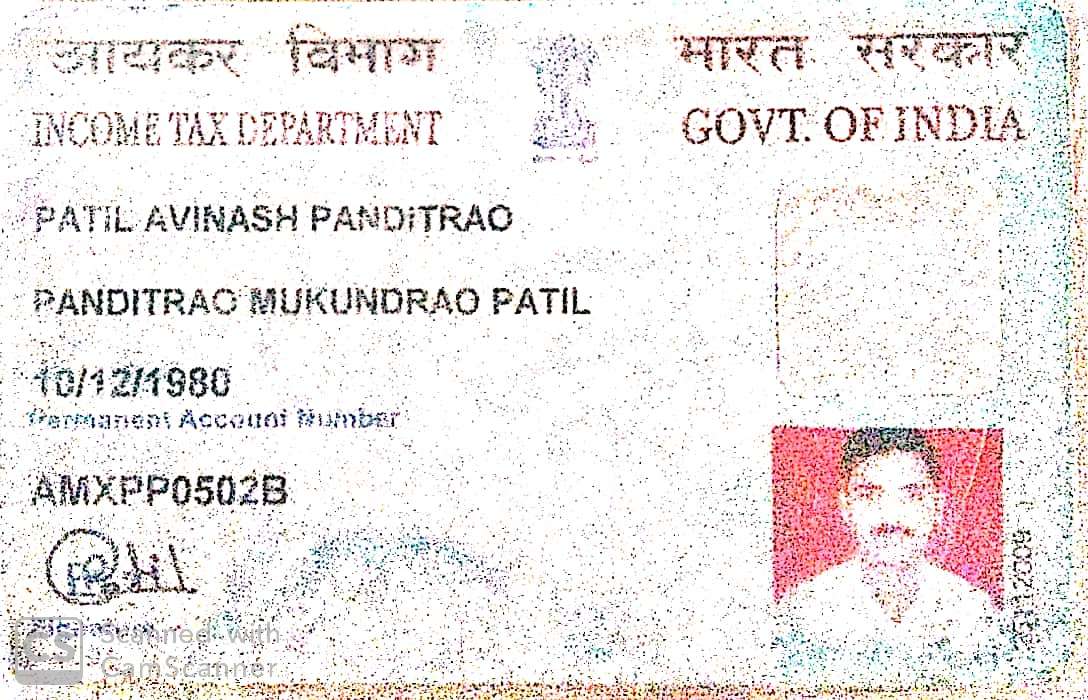 आयकर विभाग
INCOME TAX DEPARTMENT
भारत सरकार
GOVT. OF INDIA
PATIL AVINASH PANDITRAO
PANDITRAO MUKUNDRAO PATIL
10/12/1980
Permanent Account Number
AMXPP0502B
CS Scanned with
CamScanner